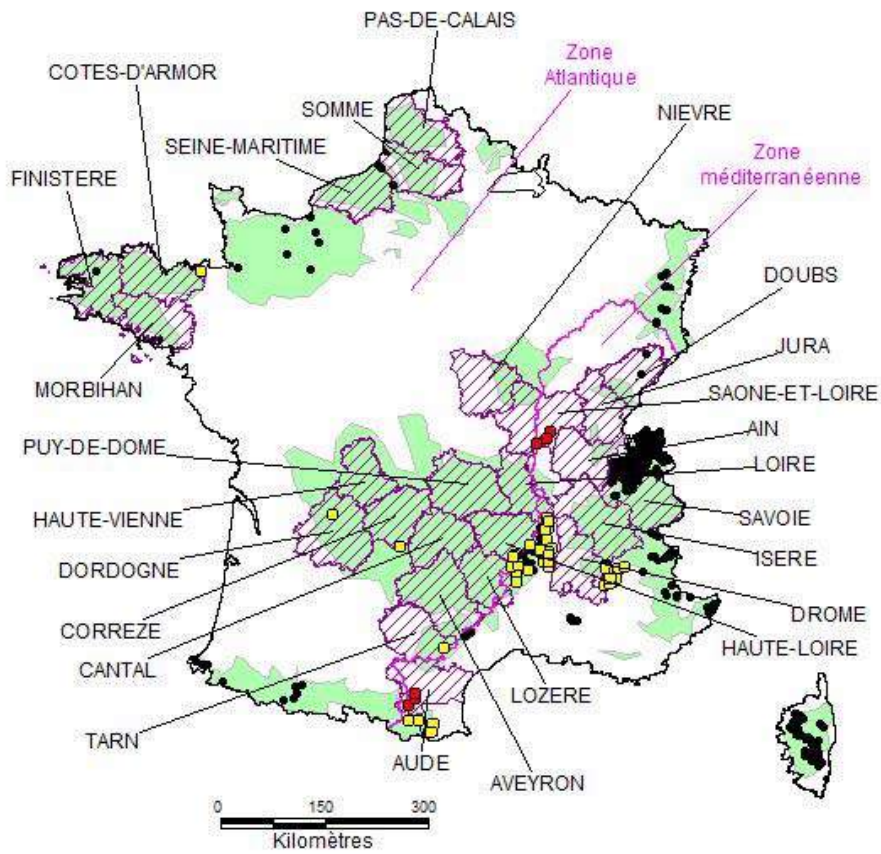 PAS-DE-CALAIS
Zone
Atlantique
COTES-D'ARMOR
SOMME
NIEVRE
SEINE-MARITIME
Zone
méditerranéenne
FINISTERE
DOUBS
JURA
MORBIHAN
SAONE-ET-LOIRE
AIN
PUY-DE-DOME
LOIRE
HAUTE-VIENNE
SAVOIE
ISERE
DORDOGNE
DROME
CORREZE
HAUTE-LOIRE
CANTAL
LOZERE
TARN
AUDE
AVEYRON
0 150 300
Kilomètres